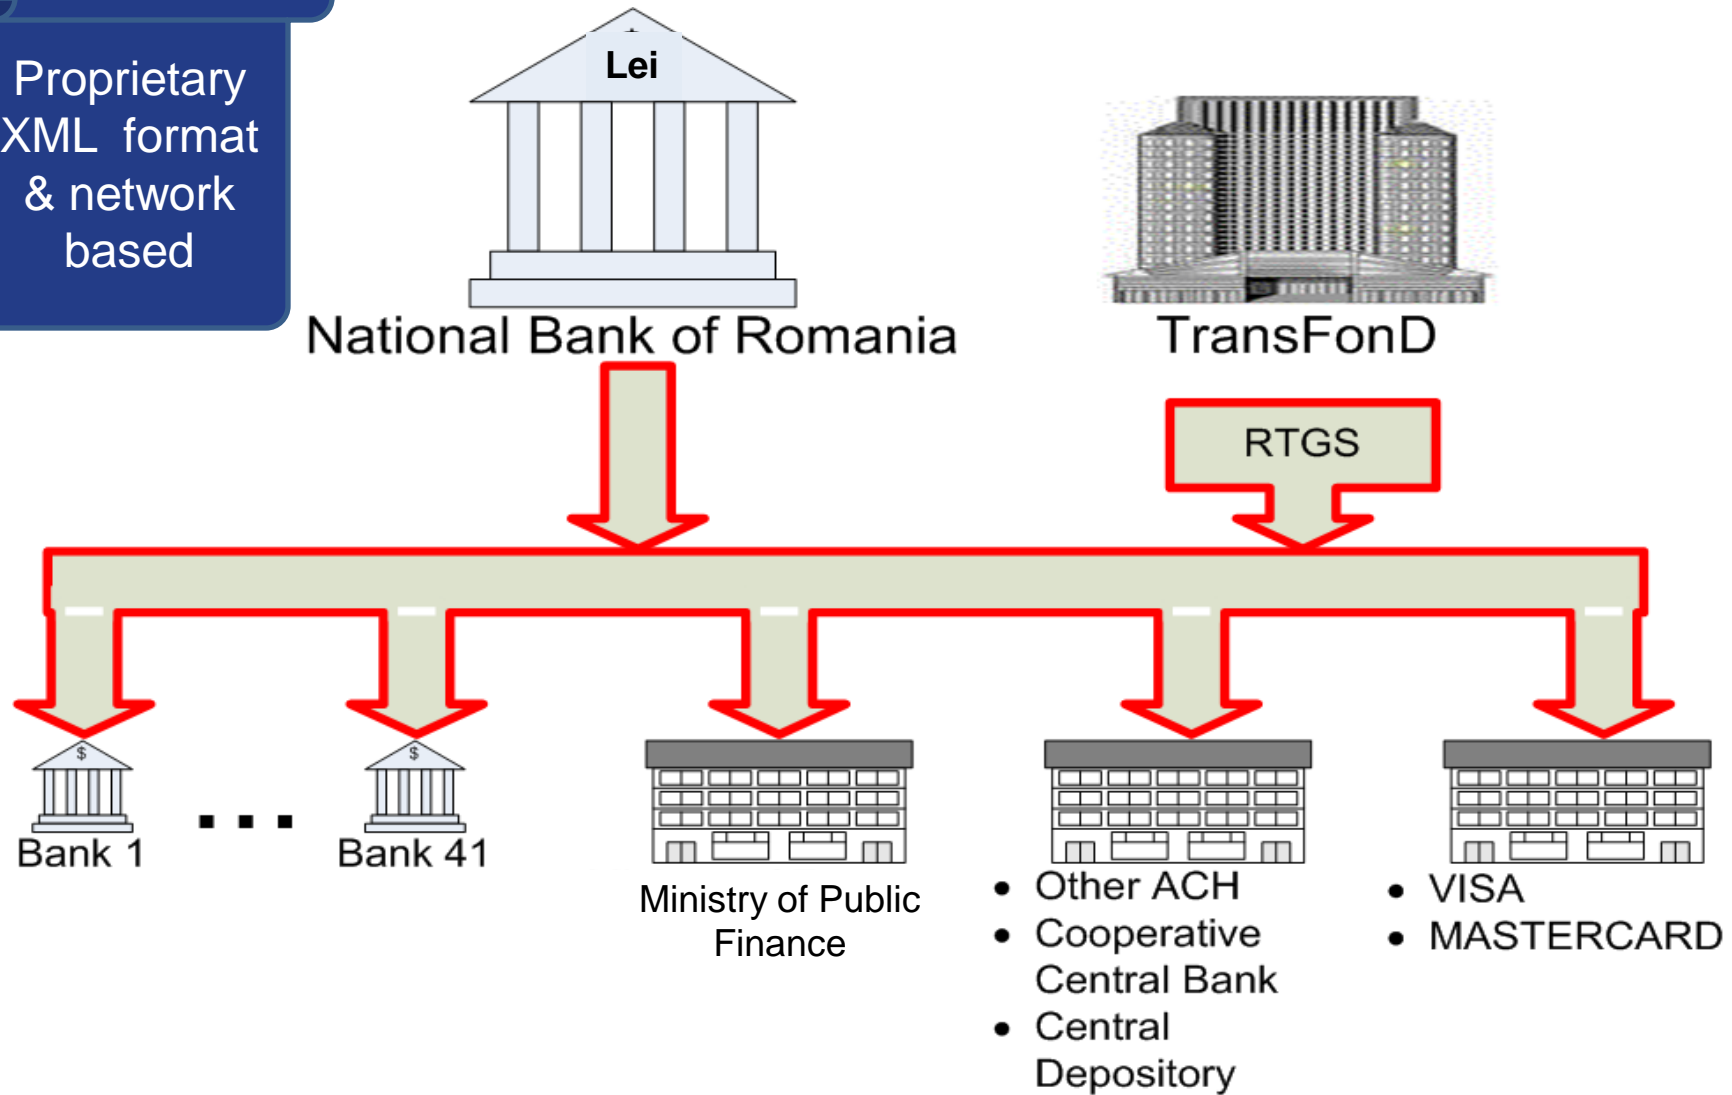 Proprietary
XML format
& network
based
Lei
National Bank of Romania
TransFonD
RTGS
$
$
Bank 1
...
Bank 41
Ministry of Public
Finance
• Other ACH
• Cooperative
Central Bank
• Central
Depository
• VISA
• MASTERCARD